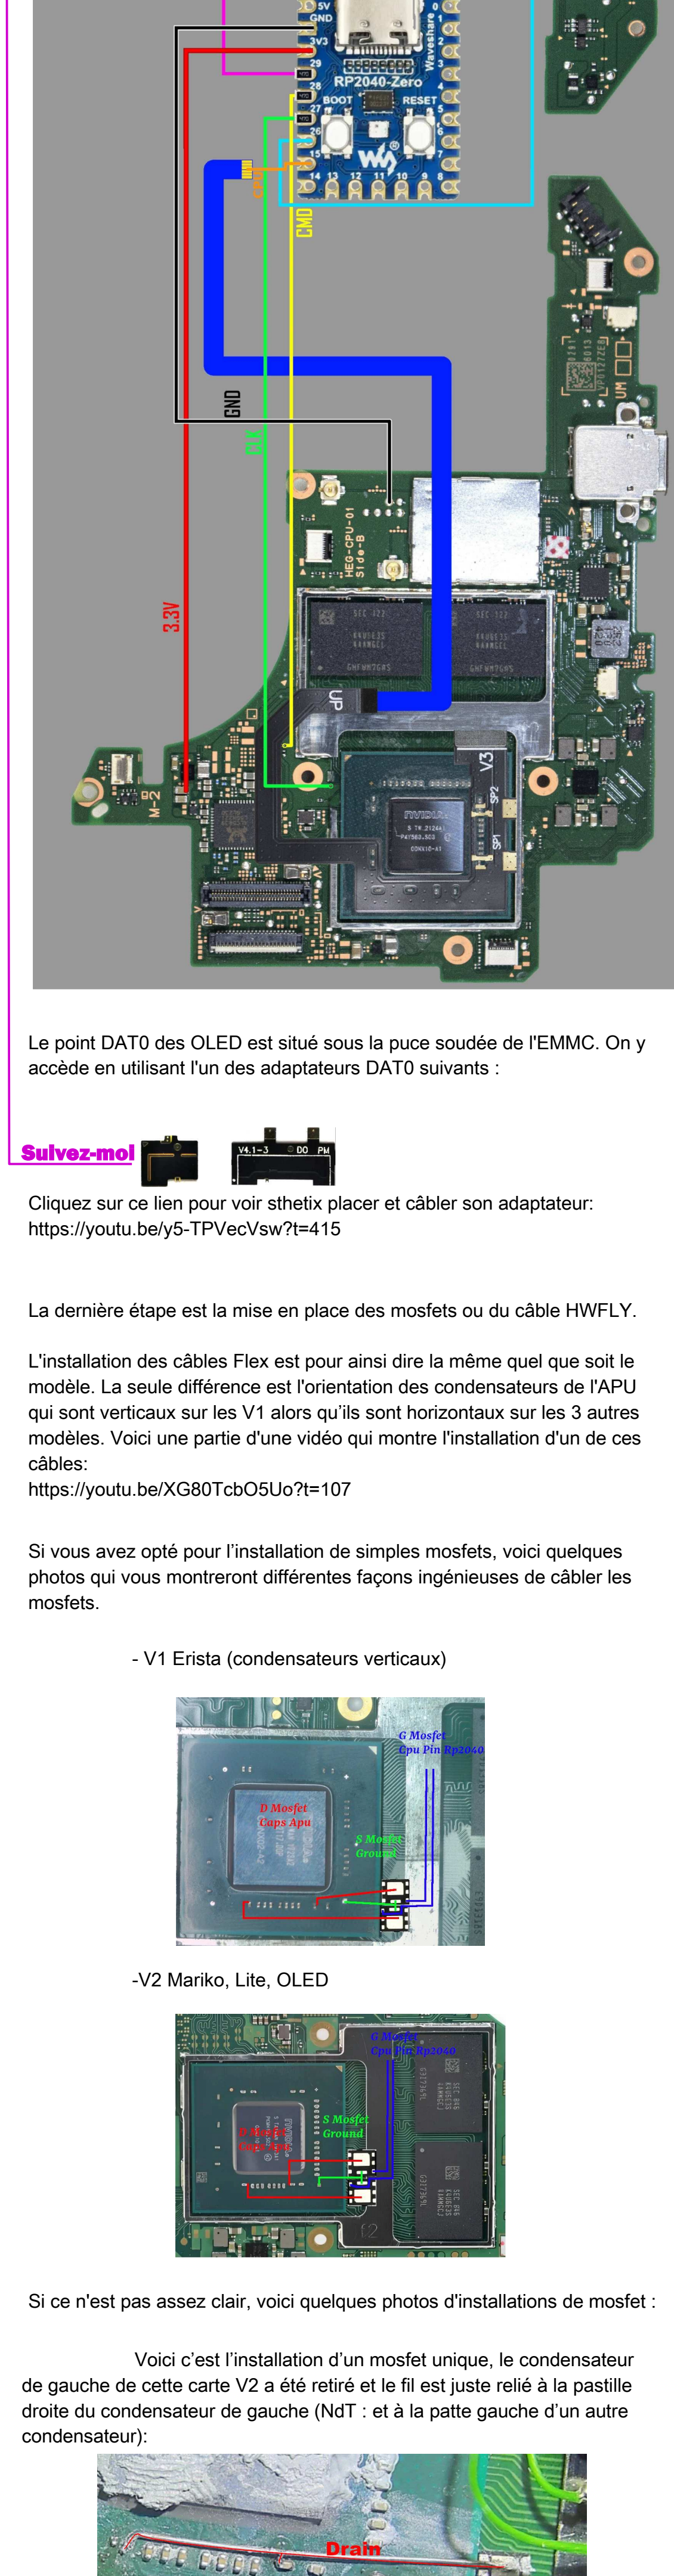 5V
GND
3V3
29
28
27
26
15
14 13 12 11 10 9 8
1
2
3
4
5
6
7
Waveshare
RP2040-Zero
BOOT RESET
CPU
CMD
GND
CLK
3.3V
HEG-CPU-01
Side-B
UM
UP
V3
SP2
SP1
M-2
NVIDIA
ODNX10-A1
Le point DAT0 des OLED est situé sous la puce soudée de l'EMMC. On y
accède en utilisant l'un des adaptateurs DAT0 suivants :
Suivez-moi
V4.1-3 DO PM
Cliquez sur ce lien pour voir sthetix placer et câbler son adaptateur:
https://youtu.be/y5-TPVecVsw?t=415
La dernière étape est la mise en place des mosfets ou du câble HWFLY.
L'installation des câbles Flex est pour ainsi dire la même quel que soit le
modèle. La seule différence est l'orientation des condensateurs de l'APU
qui sont verticaux sur les V1 alors qu'ils sont horizontaux sur les 3 autres
modèles. Voici une partie d'une vidéo qui montre l'installation d'un de ces
câbles:
https://youtu.be/XG80TcbO5Uo?t=107
Si vous avez opté pour l’installation de simples mosfets, voici quelques
photos qui vous montreront différentes façons ingénieuses de câbler les
mosfets.
- V1 Erista (condensateurs verticaux)
G Mosfet
Cpu Pin Rp2040
D Mosfet
Caps Apu
S Mosfet
Ground
-V2 Mariko, Lite, OLED
G Mosfet
Cpu Pin Rp2040
S Mosfet
Ground
D Mosfet
Caps Apu
Si ce n'est pas assez clair, voici quelques photos d'installations de mosfet :
Voici c’est l’installation d’un mosfet unique, le condensateur
de gauche de cette carte V2 a été retiré et le fil est juste relié à la pastille
droite du condensateur de gauche (NdT : et à la patte gauche d’un autre
condensateur):
Drain